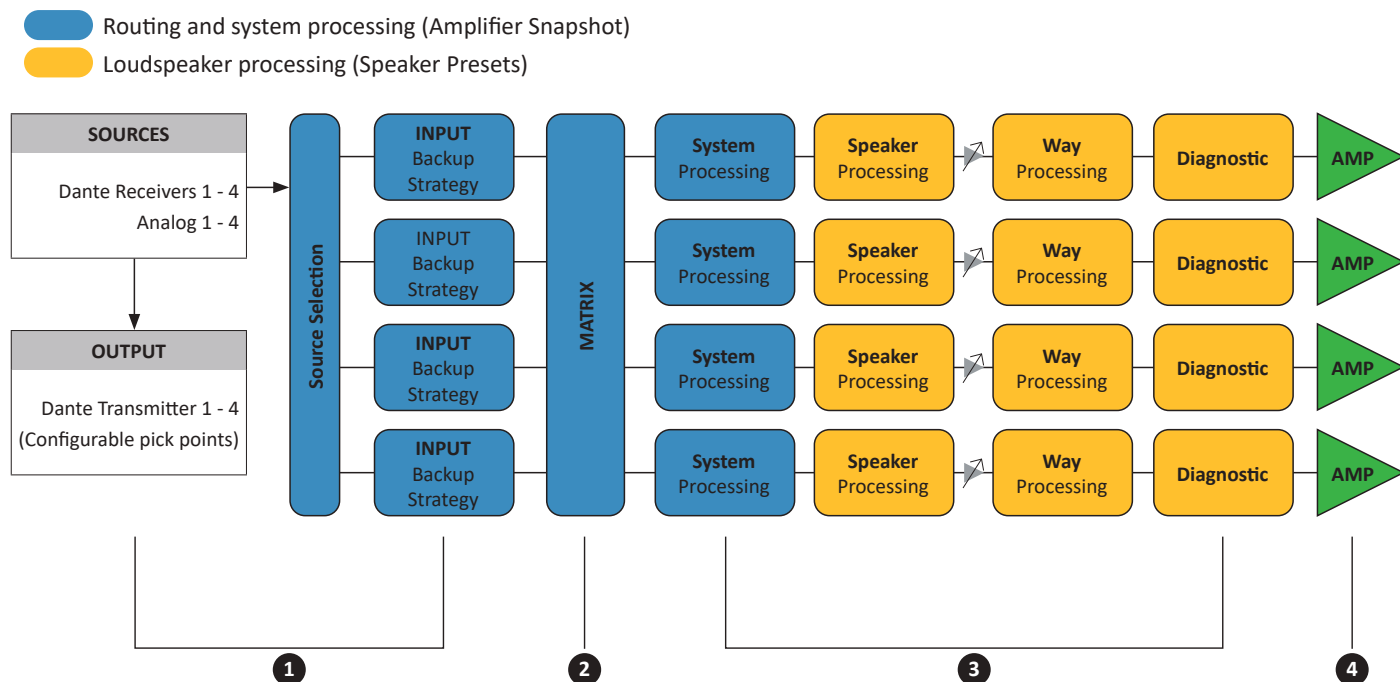 Routing and system processing (Amplifier Snapshot)
Loudspeaker processing (Speaker Presets)
SOURCES
Dante Receivers 1 - 4
Analog 1 - 4
OUTPUT
Dante Transmitter 1 - 4
(Configurable pick points)
Source Selection
INPUT
Backup
Strategy
INPUT
Backup
Strategy
INPUT
Backup
Strategy
INPUT
Backup
Strategy
MATRIX
System
Processing
Speaker
Processing
Way
Processing
Diagnostic
AMP
System
Processing
Speaker
Processing
Way
Processing
Diagnostic
AMP
System
Processing
Speaker
Processing
Way
Processing
Diagnostic
AMP
System
Processing
Speaker
Processing
Way
Processing
Diagnostic
AMP
1
2
3
4